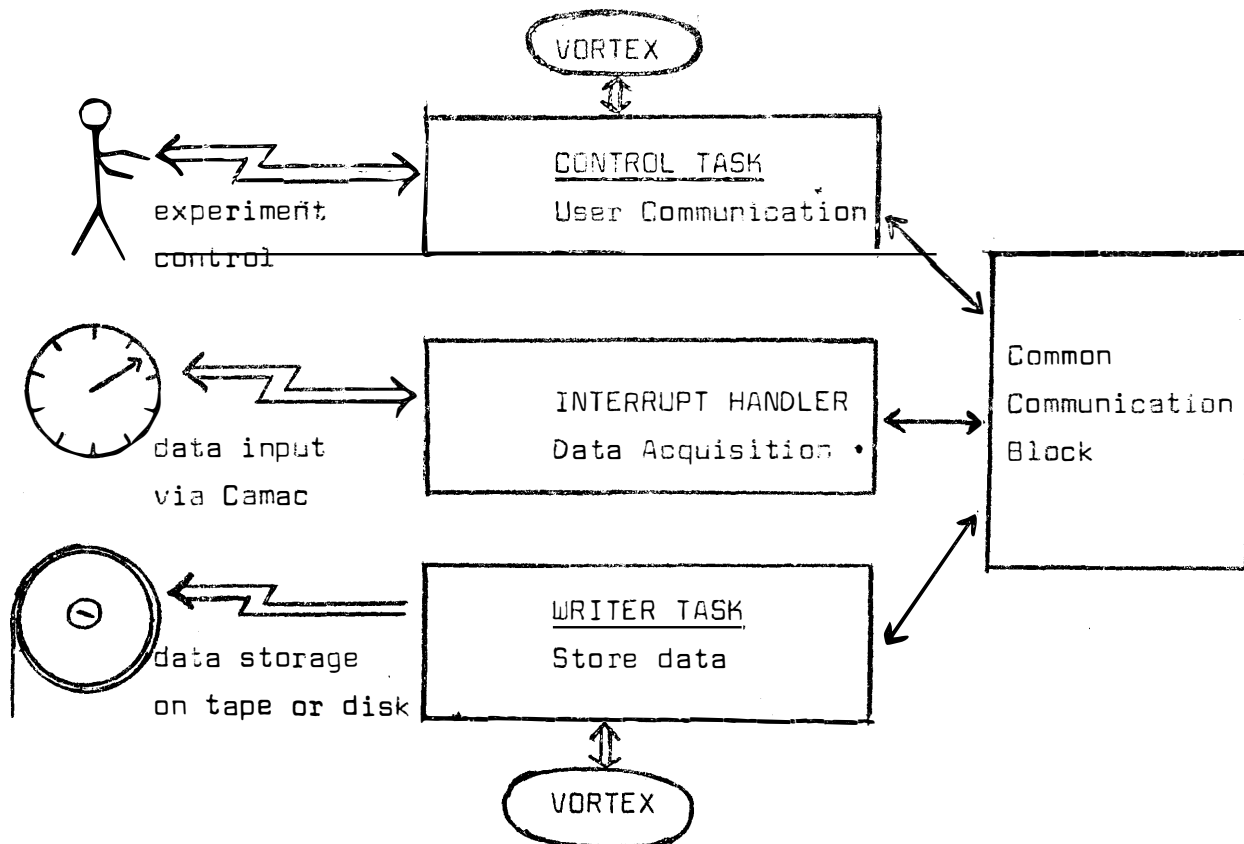 VORTEX
CONTROL TASK
User Communication
experiment
control
INTERRUPT HANDLER
Data Acquisition
data input
via Camac
Common
Communication
Block
WRITER TASK
Store data
data storage
on tape or disk
VORTEX